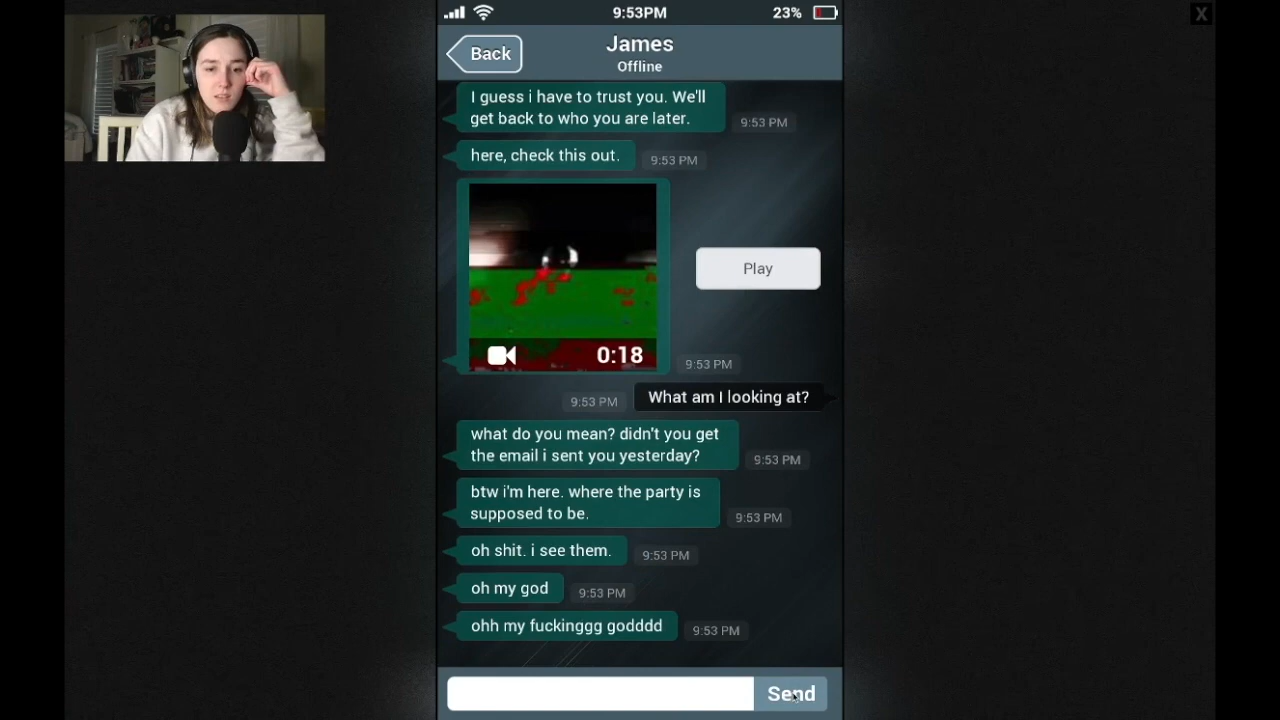 9:53PM
23%
X
Back
James
Offline
I guess i have to trust you. We'll
get back to who you are later.
9:53 PM
here, check this out.
9:53 PM
Play
0:18
9:53 PM
9:53 PM
What am I looking at?
what do you mean? didn't you get
the email i sent you yesterday?
9:53 PM
btw i'm here. where the party is
supposed to be.
9:53 PM
oh shit. i see them.
9:53 PM
oh my god
9:53 PM
ohh my fuckinggg godddd
9:53 PM
Send